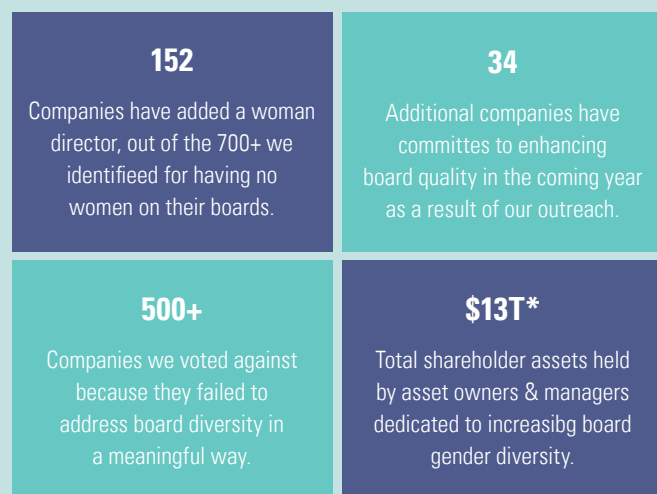 152
Companies have added a woman
director, out of the 700+ we
identifieed for having no
women on their boards.
34
Additional companies have
committes to enhancing
board quality in the coming year
as a result of our outreach.
500+
Companies we voted against
because they failed to
address board diversity in
a meaningful way.
$13T*
Total shareholder assets held
by asset owners & managers
dedicated to increasibg board
gender diversity.